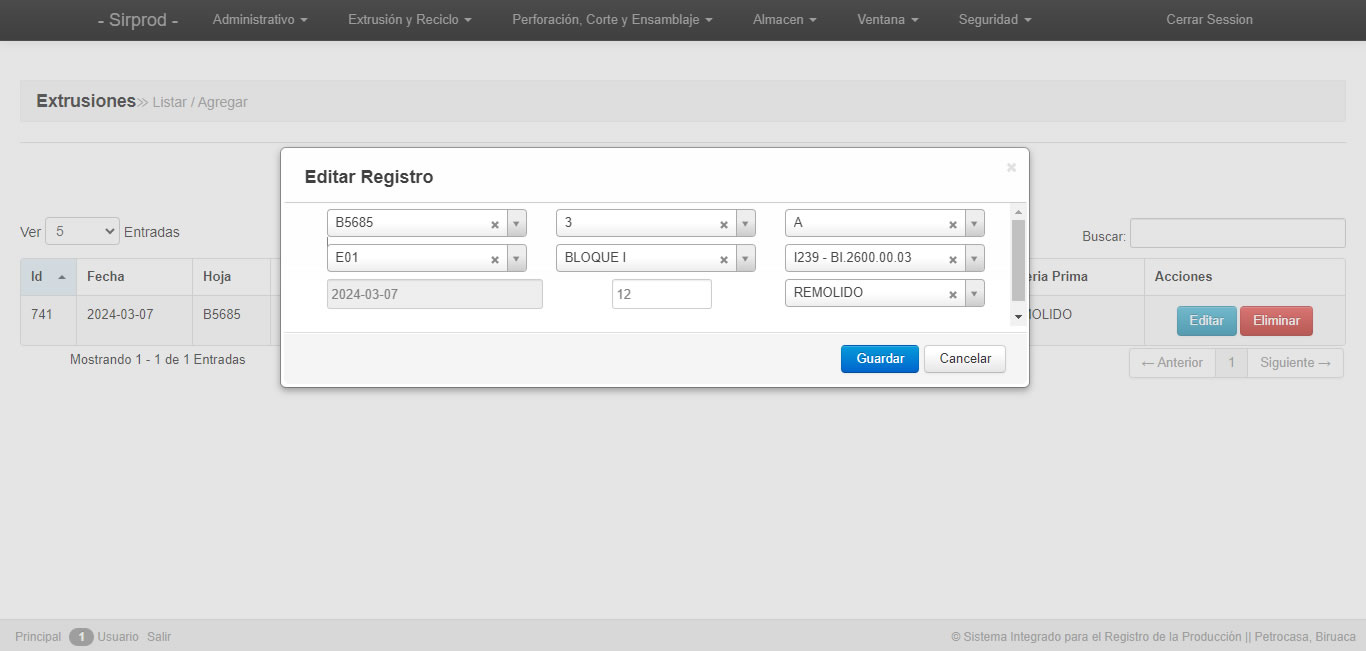 - Sirprod - Administrativo Extrusión y Reciclo Perforación, Corte y Ensamblaje Almacen Ventana Seguridad Cerrar Session
Extrusiones» Listar / Agregar
Editar Registro ×
B5685 × 3 × A ×
E01 × BLOQUE I × I239 - BI.2600.00.03 ×
2024-03-07 12 REMOLIDO ×
Guardar Cancelar
Ver 5 Entradas Buscar:
Id Fecha Hoja Prima Acciones
741 2024-03-07 B5685 Editar Eliminar
Mostrando 1 - 1 de 1 Entradas ← Anterior 1 Siguiente →
Principal 1 Usuario Salir © Sistema Integrado para el Registro de la Producción || Petrocasa, Biruaca